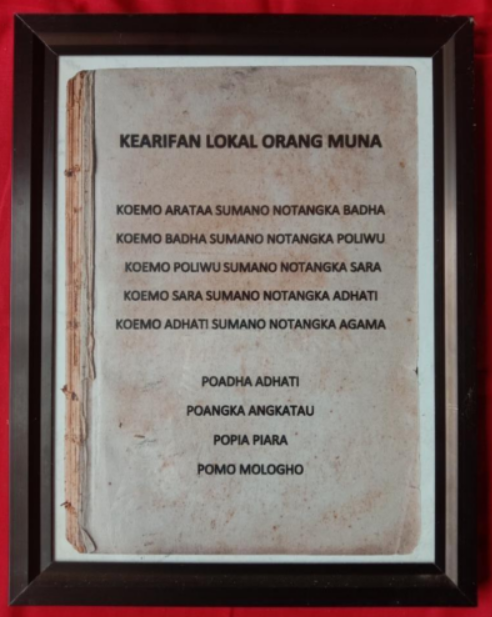 KEARIFAN LOKAL ORANG MUNA
KOEMO ARATAA SUMANO NOTANGKA BADHA
KOEMO BADHA SUMANO NOTANGKA POLIWU
KOEMO POLIWU SUMANO NOTANGKA SARA
KOEMO SARA SUMANO NOTANGKA ADHATI
KOEMO ADHATI SUMANO NOTANGKA AGAMA
POADHA ADHATI
POANGKA ANGKATAU
POPIA PIARA
POMO MOLOGHO